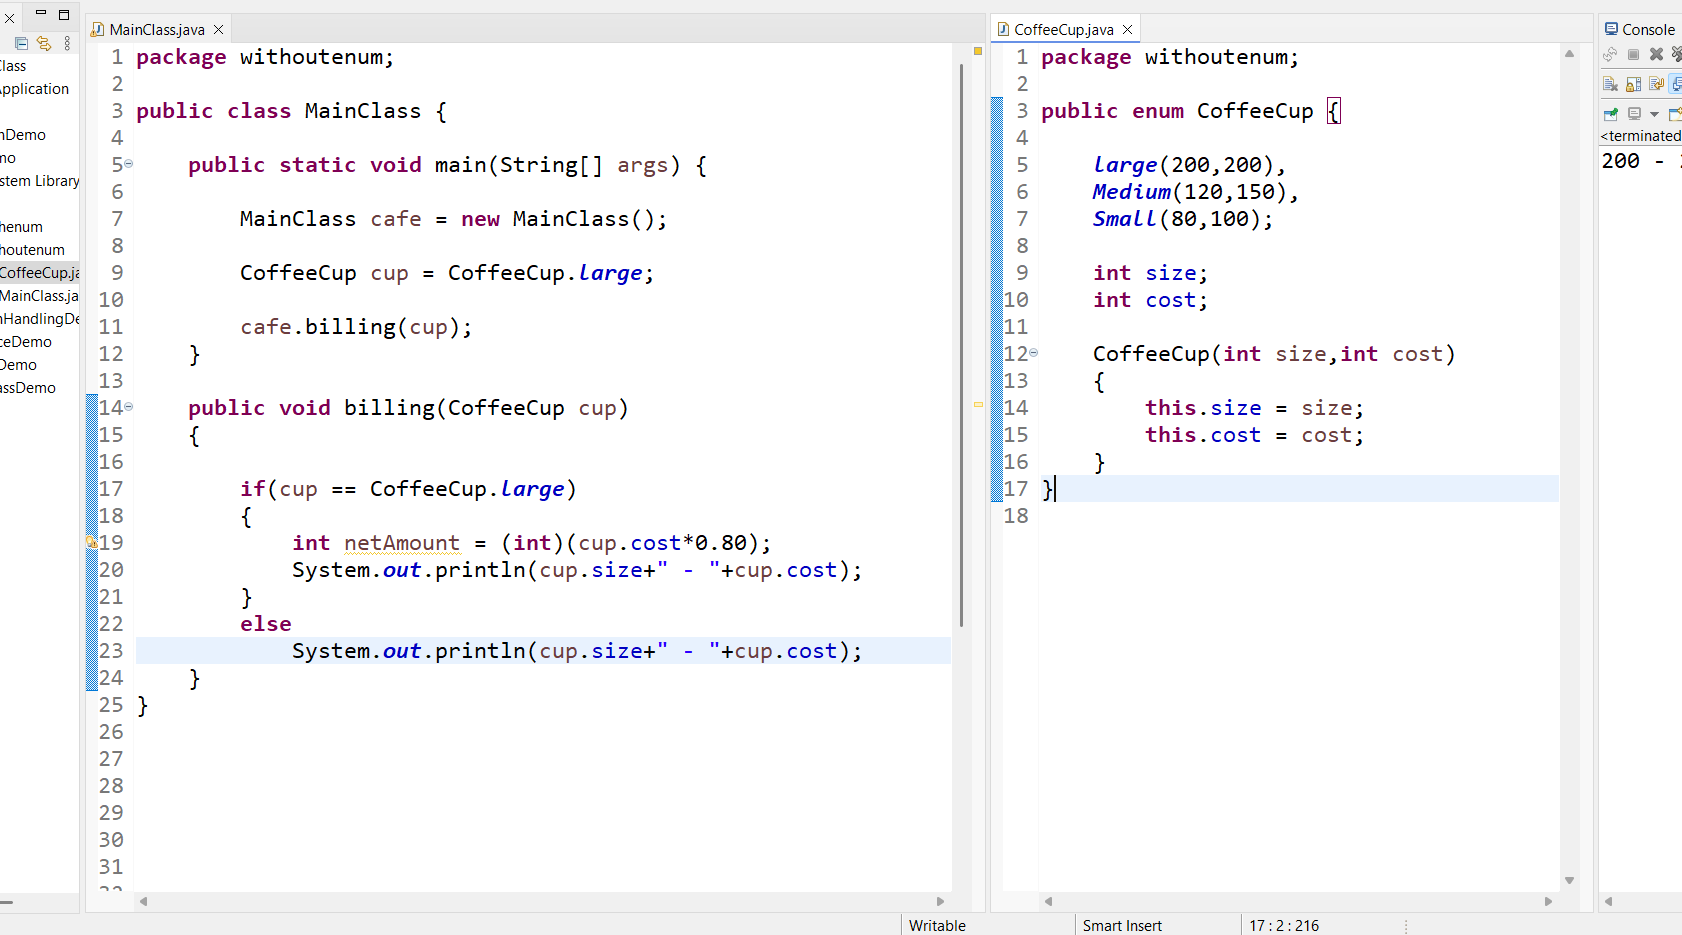 MainClass.java
CoffeeCup.java
Console
1 package withoutenum;
2
3 public class MainClass {
4
5     public static void main(String[] args) {
6
7         MainClass cafe = new MainClass();
8
9         CoffeeCup cup = CoffeeCup.large;
10
11         cafe.billing(cup);
12     }
13
14     public void billing(CoffeeCup cup)
15     {
16
17         if(cup == CoffeeCup.large)
18         {
19             int netAmount = (int)(cup.cost*0.80);
20             System.out.println(cup.size+" - "+cup.cost);
21         }
22         else
23             System.out.println(cup.size+" - "+cup.cost);
24     }
25 }
26
27
28
29
30
31
1 package withoutenum;
2
3 public enum CoffeeCup {
4
5     large(200,200),
6     Medium(120,150),
7     Small(80,100);
8
9     int size;
10     int cost;
11
12     CoffeeCup(int size,int cost)
13     {
14         this.size = size;
15         this.cost = cost;
16     }
17 }
18
lass
pplication
nDemo
mo
stem Library
henum
houtenum
CoffeeCup.ja
MainClass.ja
nHandlingDe
ceDemo
Demo
assDemo
<terminated
200 -
Writable
Smart Insert
17 : 2 : 216